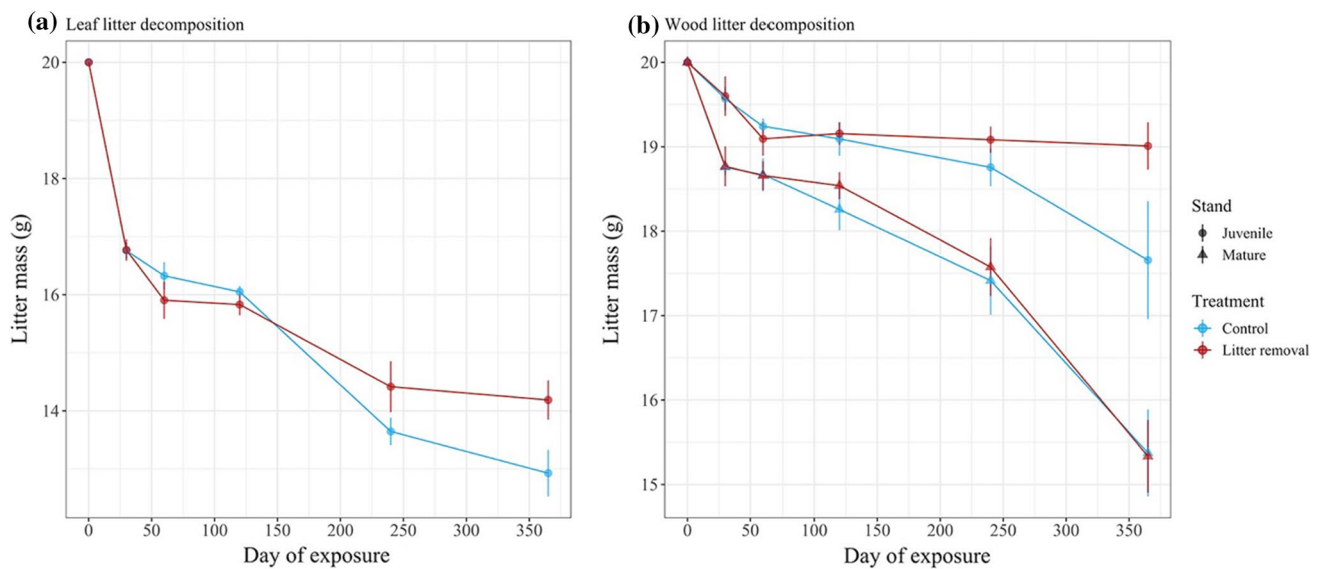 (a) Leaf litter decomposition
Litter mass (g)
20
18
16
14
0 50 100 150 200 250 300 350
Day of exposure
(b) Wood litter decomposition
Litter mass (g)
20
19
18
17
16
15
0 50 100 150 200 250 300 350
Day of exposure
Stand
Juvenile
Mature
Treatment
Control
Litter removal